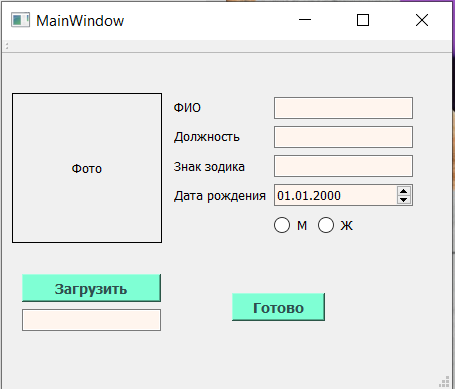 MainWindow
ФИО
Должность
Фото
Знак зодика
Дата рождения 01.01.2000
М Ж
Загрузить
Готово